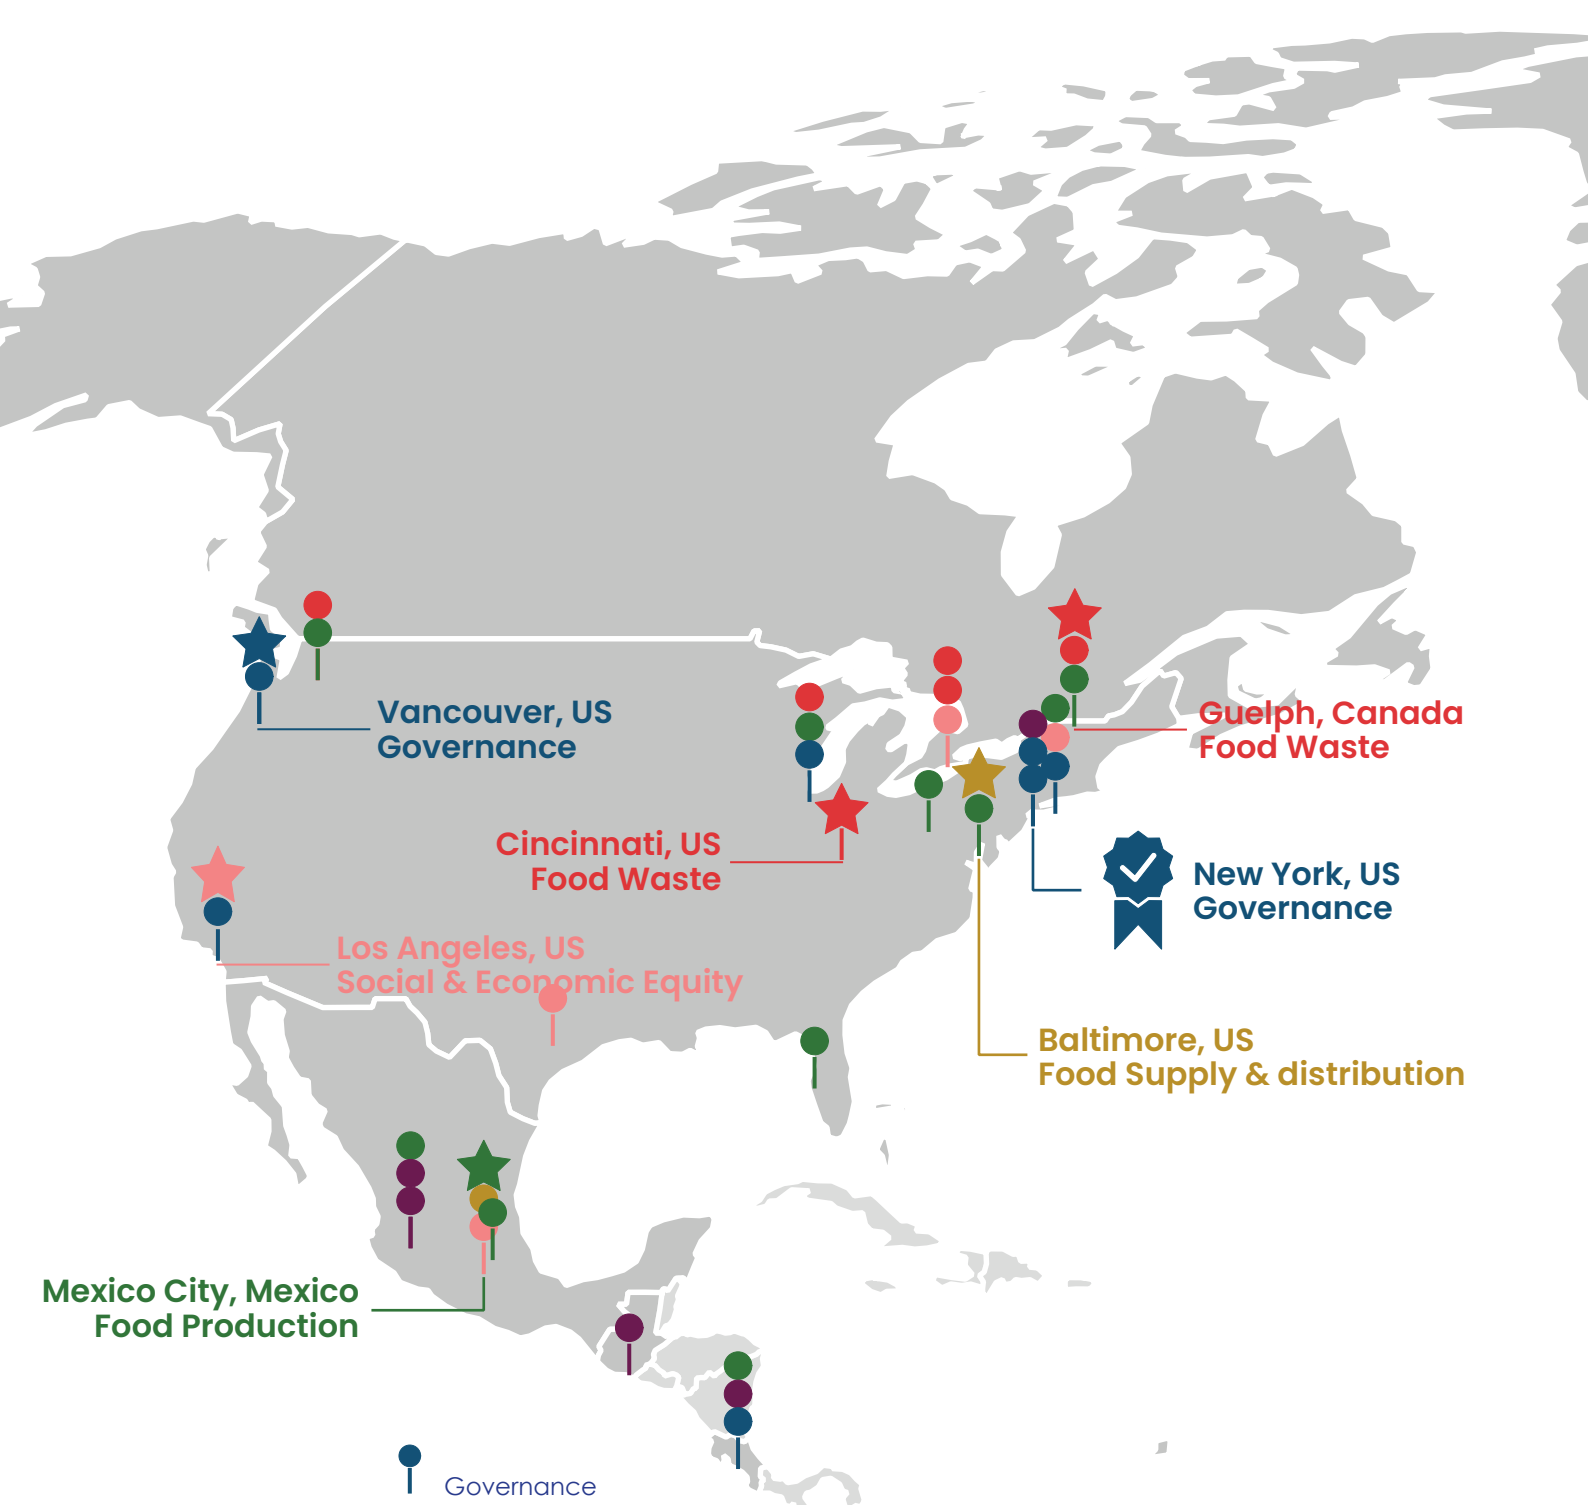 Vancouver, US
Governance
Guelph, Canada
Food Waste
Cincinnati, US
Food Waste
New York, US
Governance
Los Angeles, US
Social & Economic Equity
Baltimore, US
Food Supply & distribution
Mexico City, Mexico
Food Production
Governance